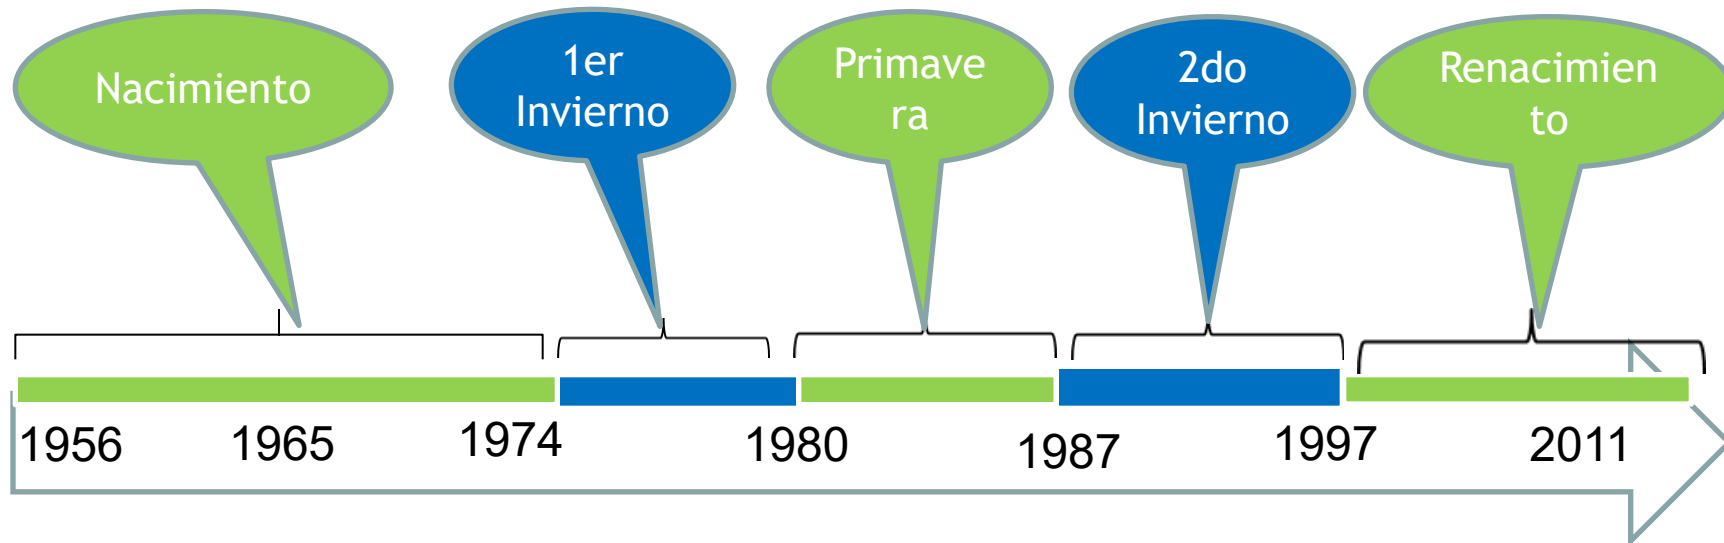 Nacimiento
1er
Invierno
Primave
ra
2do
Invierno
Renacimien
to
1956
1965
1974
1980
1987
1997
2011